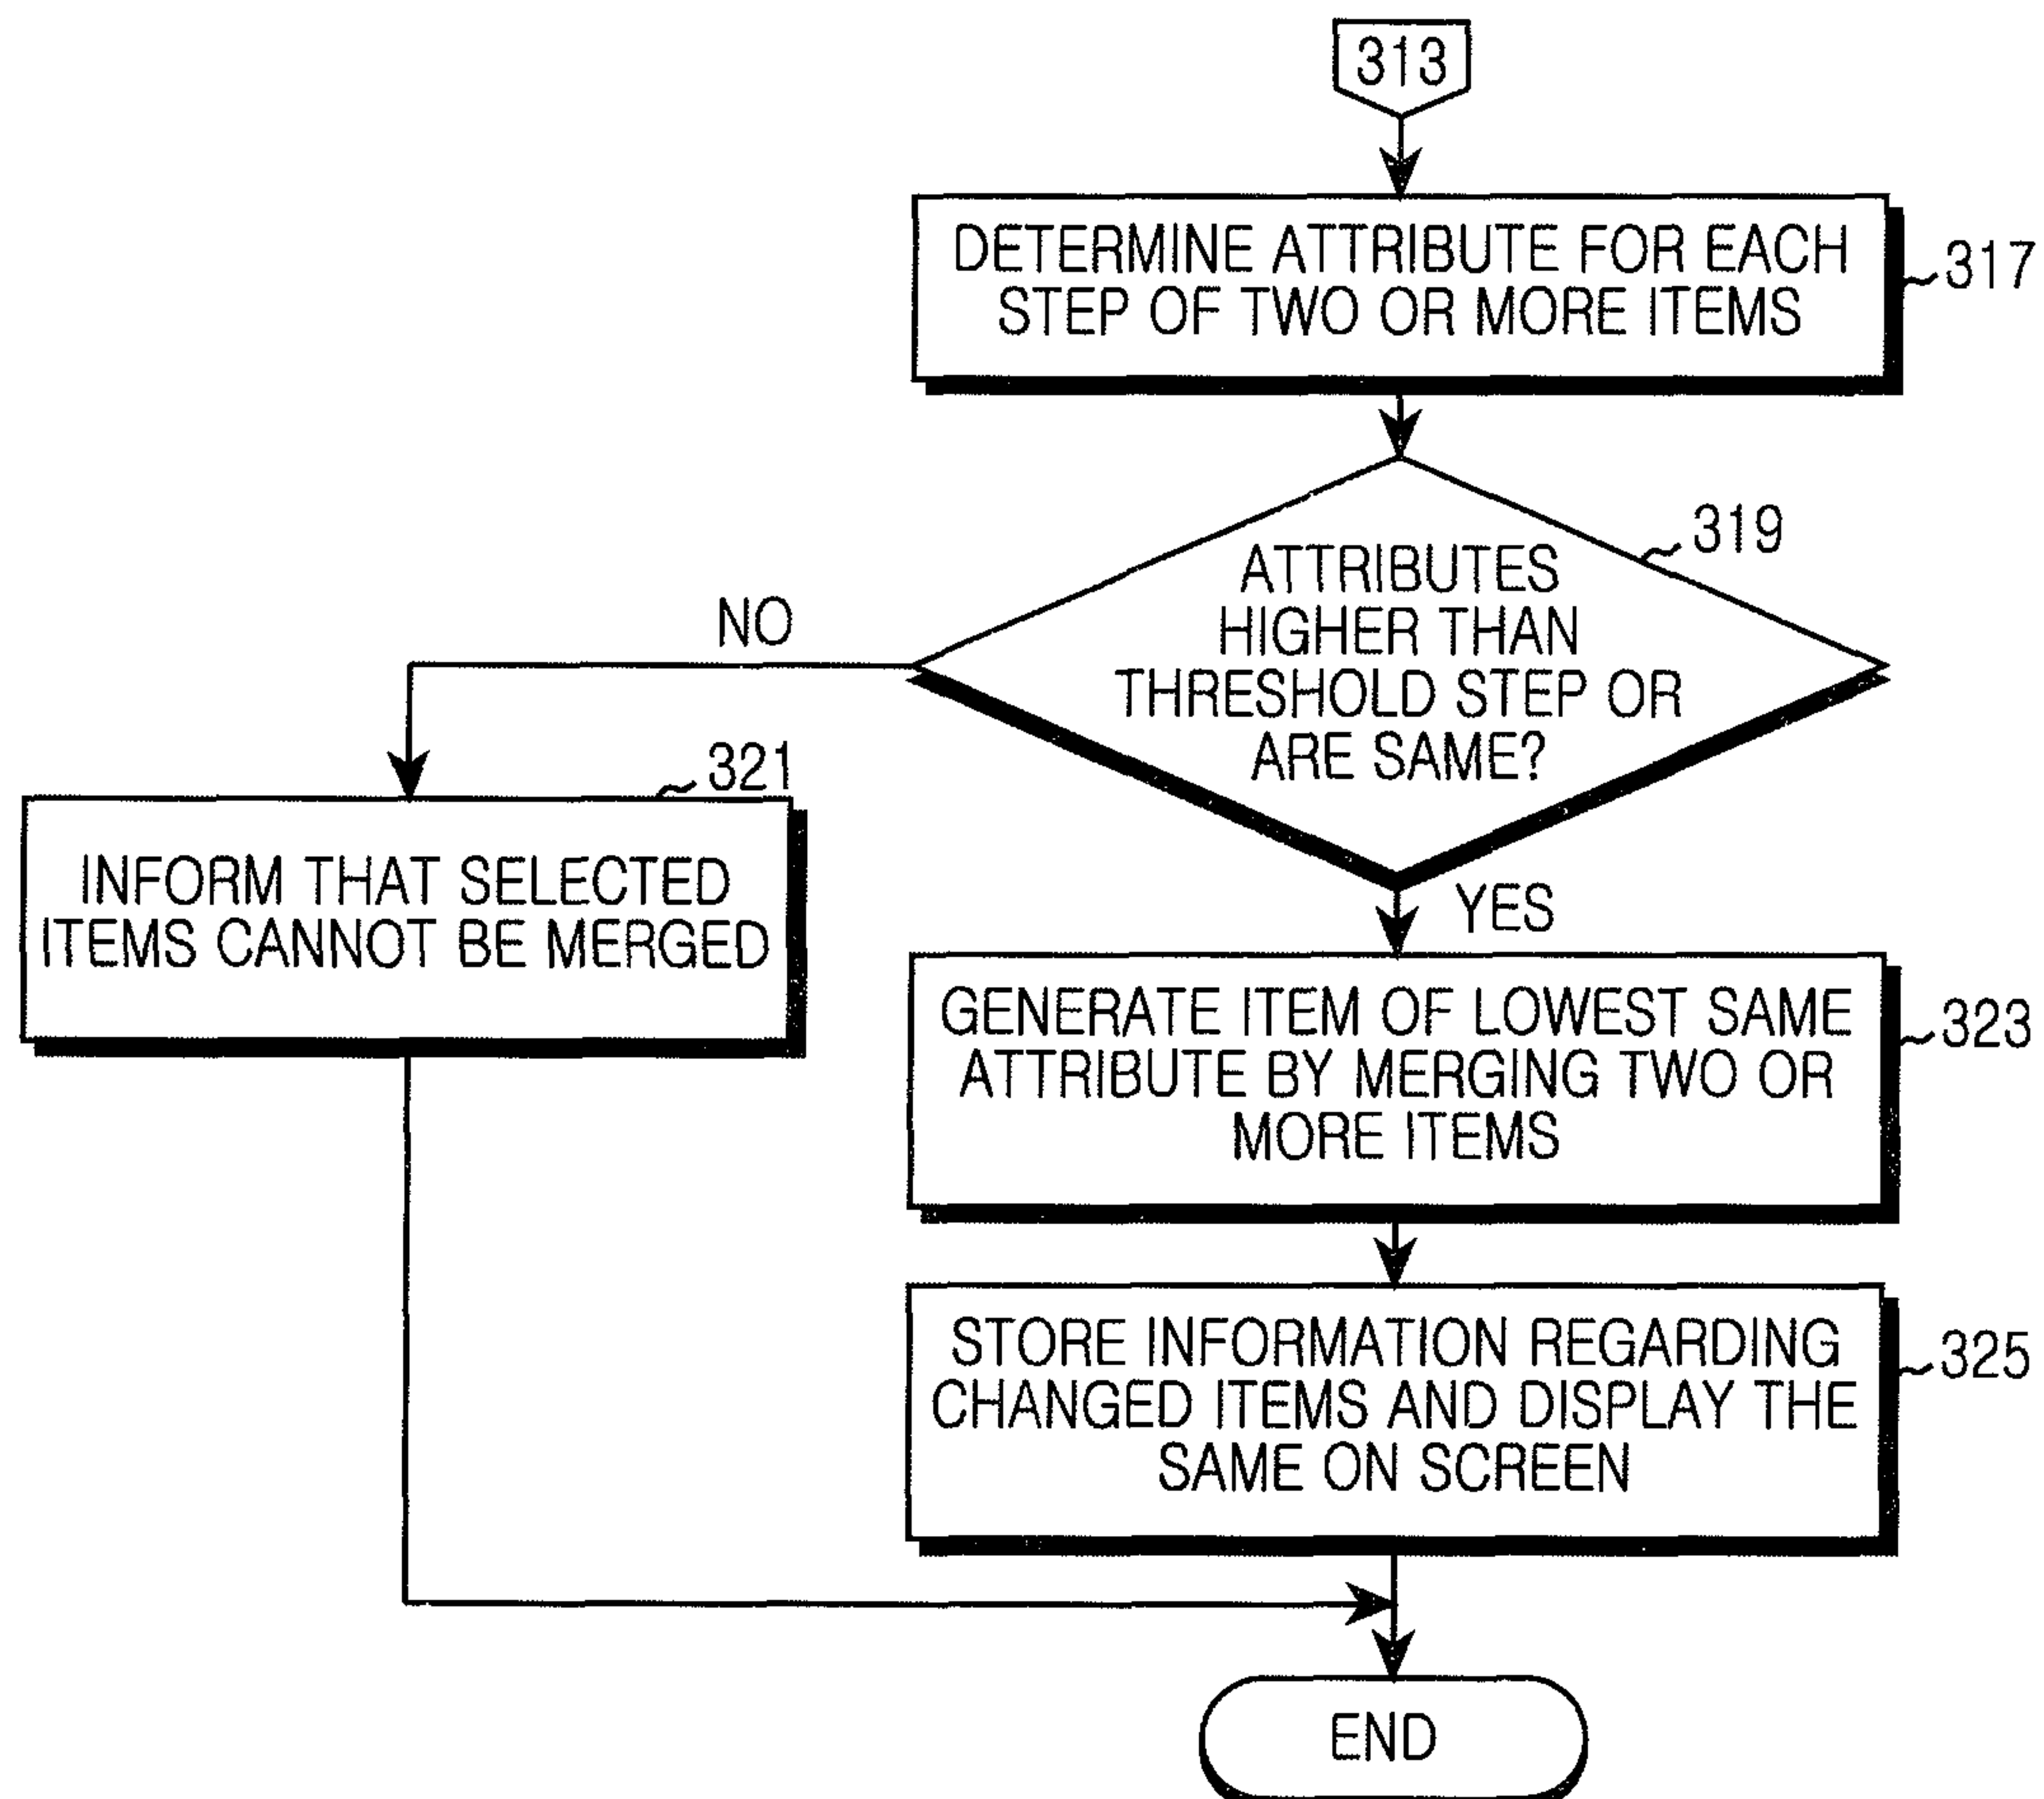 313
DETERMINE ATTRIBUTE FOR EACH
STEP OF TWO OR MORE ITEMS
317
319
ATTRIBUTES
HIGHER THAN
THRESHOLD STEP OR
ARE SAME?
NO
321
INFORM THAT SELECTED
ITEMS CANNOT BE MERGED
YES
GENERATE ITEM OF LOWEST SAME
ATTRIBUTE BY MERGING TWO OR
MORE ITEMS
323
STORE INFORMATION REGARDING
CHANGED ITEMS AND DISPLAY THE
SAME ON SCREEN
325
END